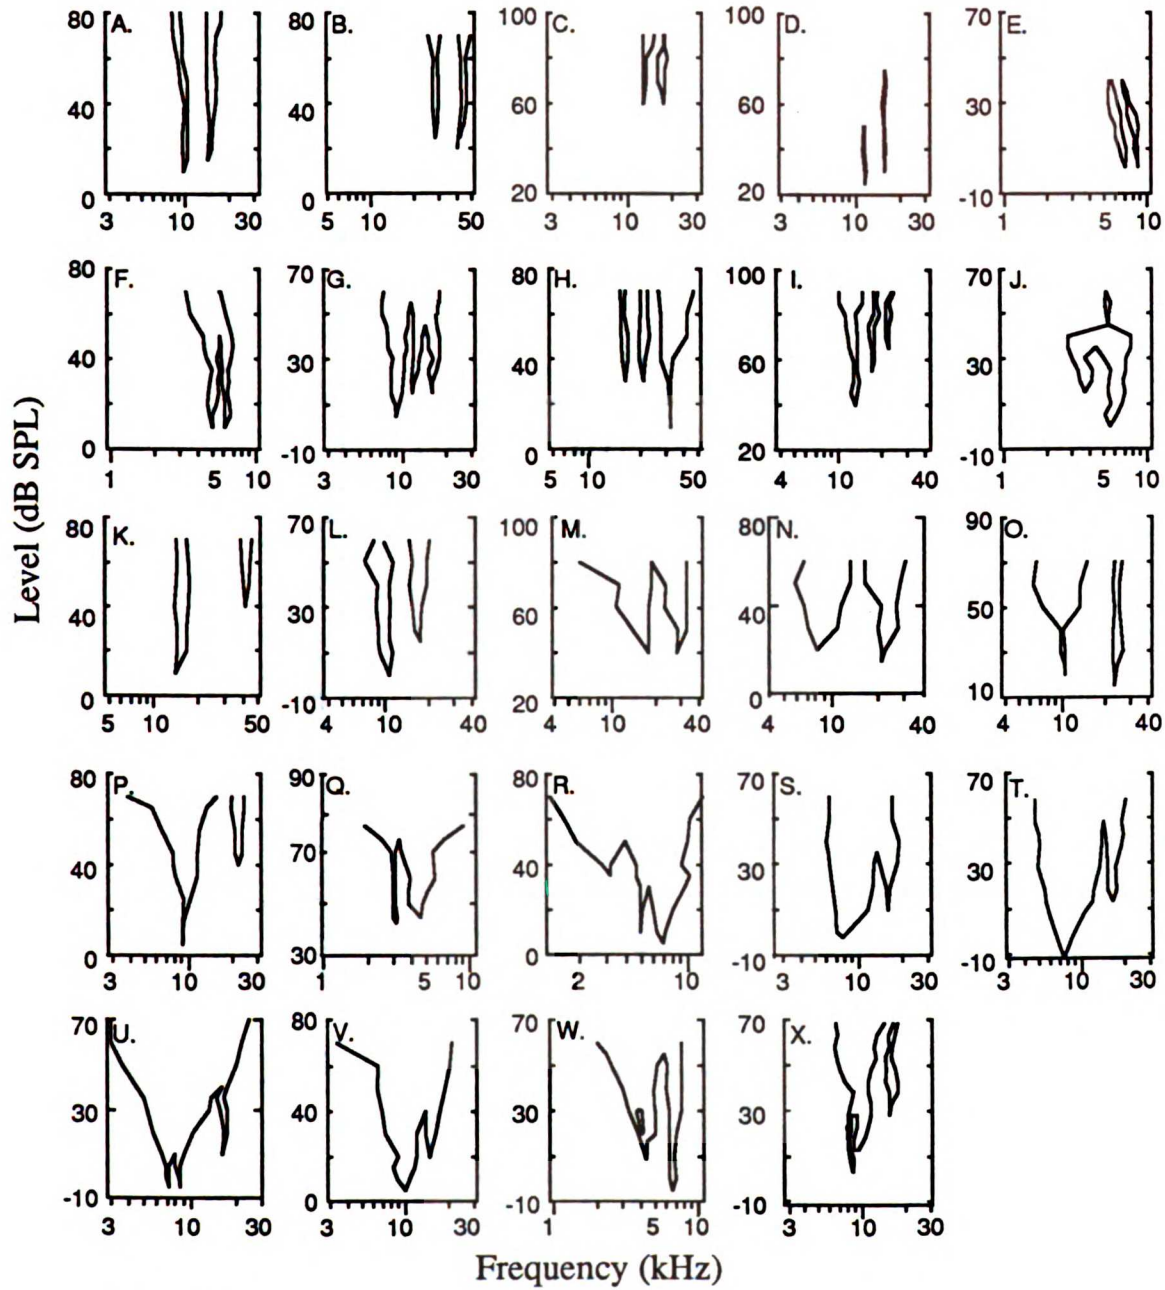 80 A. 80 B. 100 C. 100 D. 70 E.
40 40 60 60 30
0 0 20 20 -10
3 10 30 5 10 50 3 10 30 3 10 30 1 5 10
80 F. 70 G. 80 H. 100 I. 70 J.
40 30 40 60 30
0 -10 0 20 -10
1 5 10 3 10 30 5 10 50 4 10 40 1 5 10
Level (dB SPL)
80 K. 70 L. 100 M. 80 N. 90 O.
40 30 60 40 50
0 -10 20 0 10
5 10 50 4 10 40 4 10 40 4 10 40 4 10 40
80 P. 90 Q. 80 R. 70 S. 70 T.
40 70 40 30 30
0 30 0 -10 -10
3 10 30 1 5 10 2 10 3 10 30 3 10 30
70 U. 80 V. 70 W. 70 X.
30 40 30 30
-10 0 -10 -10
3 10 30 3 10 30 1 5 10 3 10 30
Frequency (kHz)